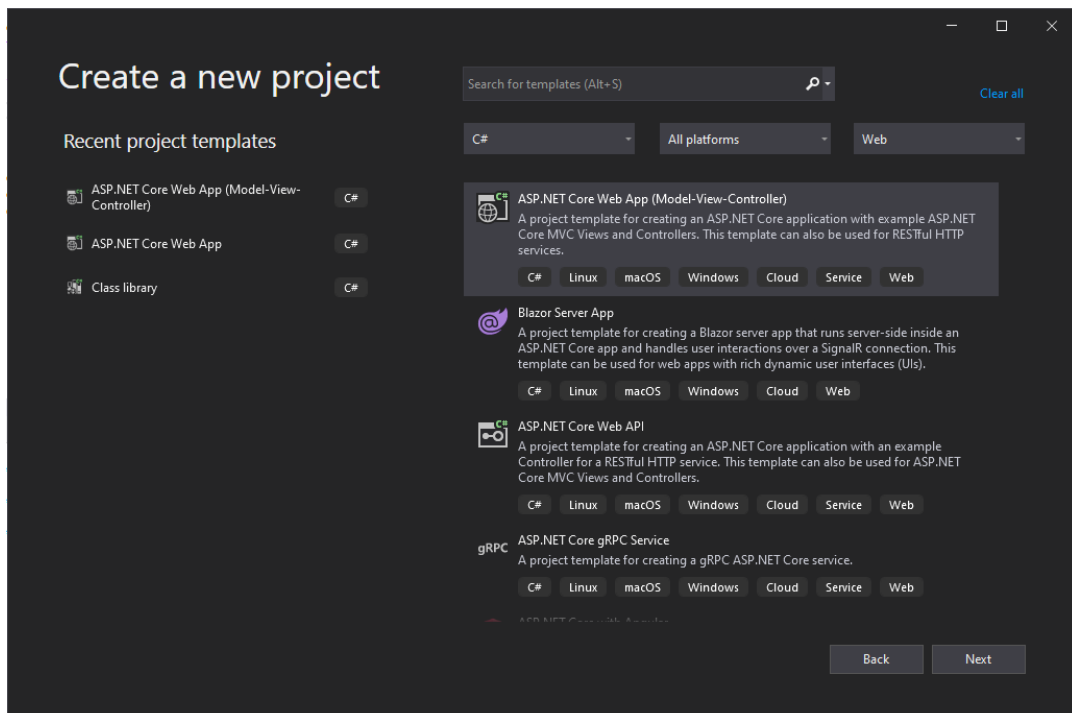 Create a new project
Search for templates (Alt+S)
Clear all
Recent project templates
C#
All platforms
Web
ASP.NET Core Web App (Model-View-
Controller)
C#
ASP.NET Core Web App
C#
Class library
C#
C#
ASP.NET Core Web App (Model-View-Controller)
A project template for creating an ASP.NET Core application with example ASP.NET
Core MVC Views and Controllers. This template can also be used for RESTful HTTP
services.
C# Linux macOS Windows Cloud Service Web
Blazor Server App
A project template for creating a Blazor server app that runs server-side inside an
ASP.NET Core app and handles user interactions over a SignalR connection. This
template can be used for web apps with rich dynamic user interfaces (UIs).
C# Linux macOS Windows Cloud Web
C#
ASP.NET Core Web API
A project template for creating an ASP.NET Core application with an example
Controller for a RESTful HTTP service. This template can also be used for ASP.NET
Core MVC Views and Controllers.
C# Linux macOS Windows Cloud Service Web
gRPC
ASP.NET Core gRPC Service
A project template for creating a gRPC ASP.NET Core service.
C# Linux macOS Windows Cloud Service Web
ASP.NET Core with Angular
Back
Next